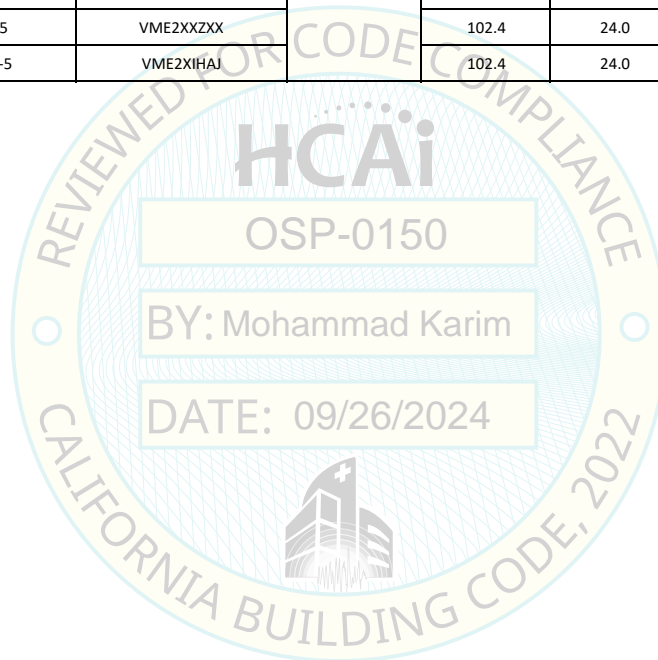 5 VME2XXZXX 102.4 24.0
-5 VME2XIHAJ 102.4 24.0
REVIEWED FOR CODE COMPLIANCE
HCAi
OSP-0150
BY: Mohammad Karim
DATE: 09/26/2024
CALIFORNIA BUILDING CODE, 2022